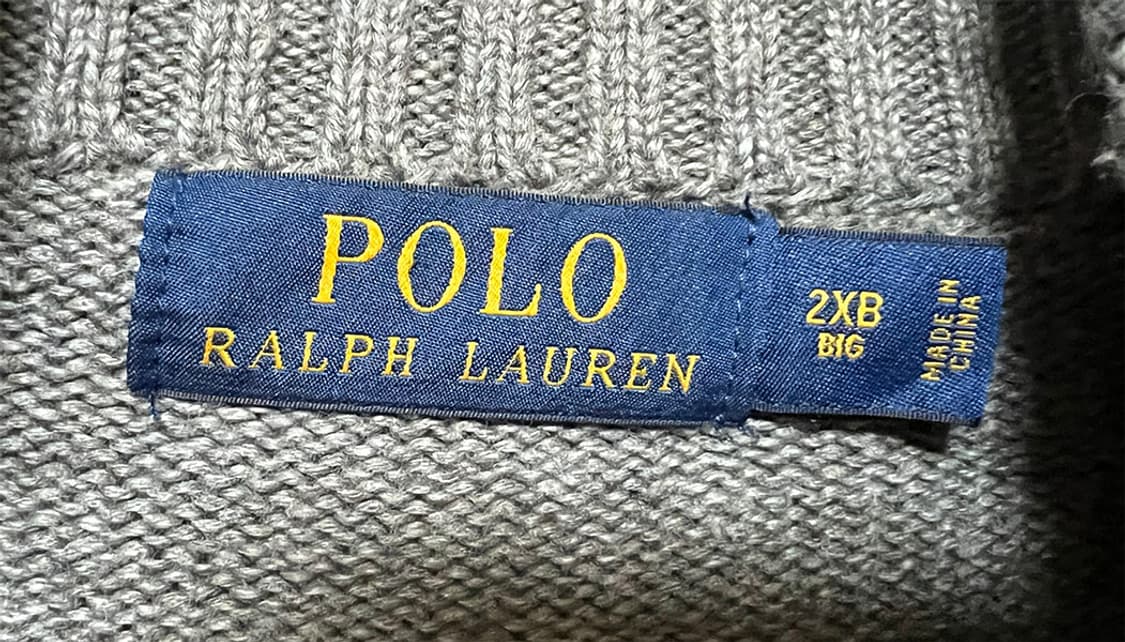 POLO
RALPH LAUREN
2XB
BIG
MADE IN
CHINA